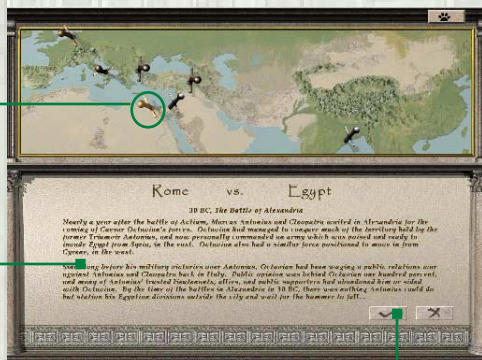 Rome vs. Egypt
30 BC, The Battle of Alexandria
Nearly a year after the battle of Actium, Marcus Antonius and Cleopatra waited in Alexandria for the
coming of Caesar Octavian's forces. Octavian had managed to conquer much of the territory held by the
former Triumvir Antonius, and now personally commanded an army which was poised and ready to
invade Egypt from Syria, in the east. Octavian also had a similar force positioned to move in from
Cyrene, in the west.
long before his military victories over Antonius, Octavian had been waging a public relations war
against Antonius and Cleopatra back in Italy. Public opinion was behind Octavian one hundred percent,
and many of Antonius' trusted lieutenants, allies, and public supporters had abandoned him or sided
with Octavian. By the time of the battles in Alexandria in 30 BC, there was nothing Antonius could do
but station his Egyptian divisions outside the city and wait for the hammer to fall...